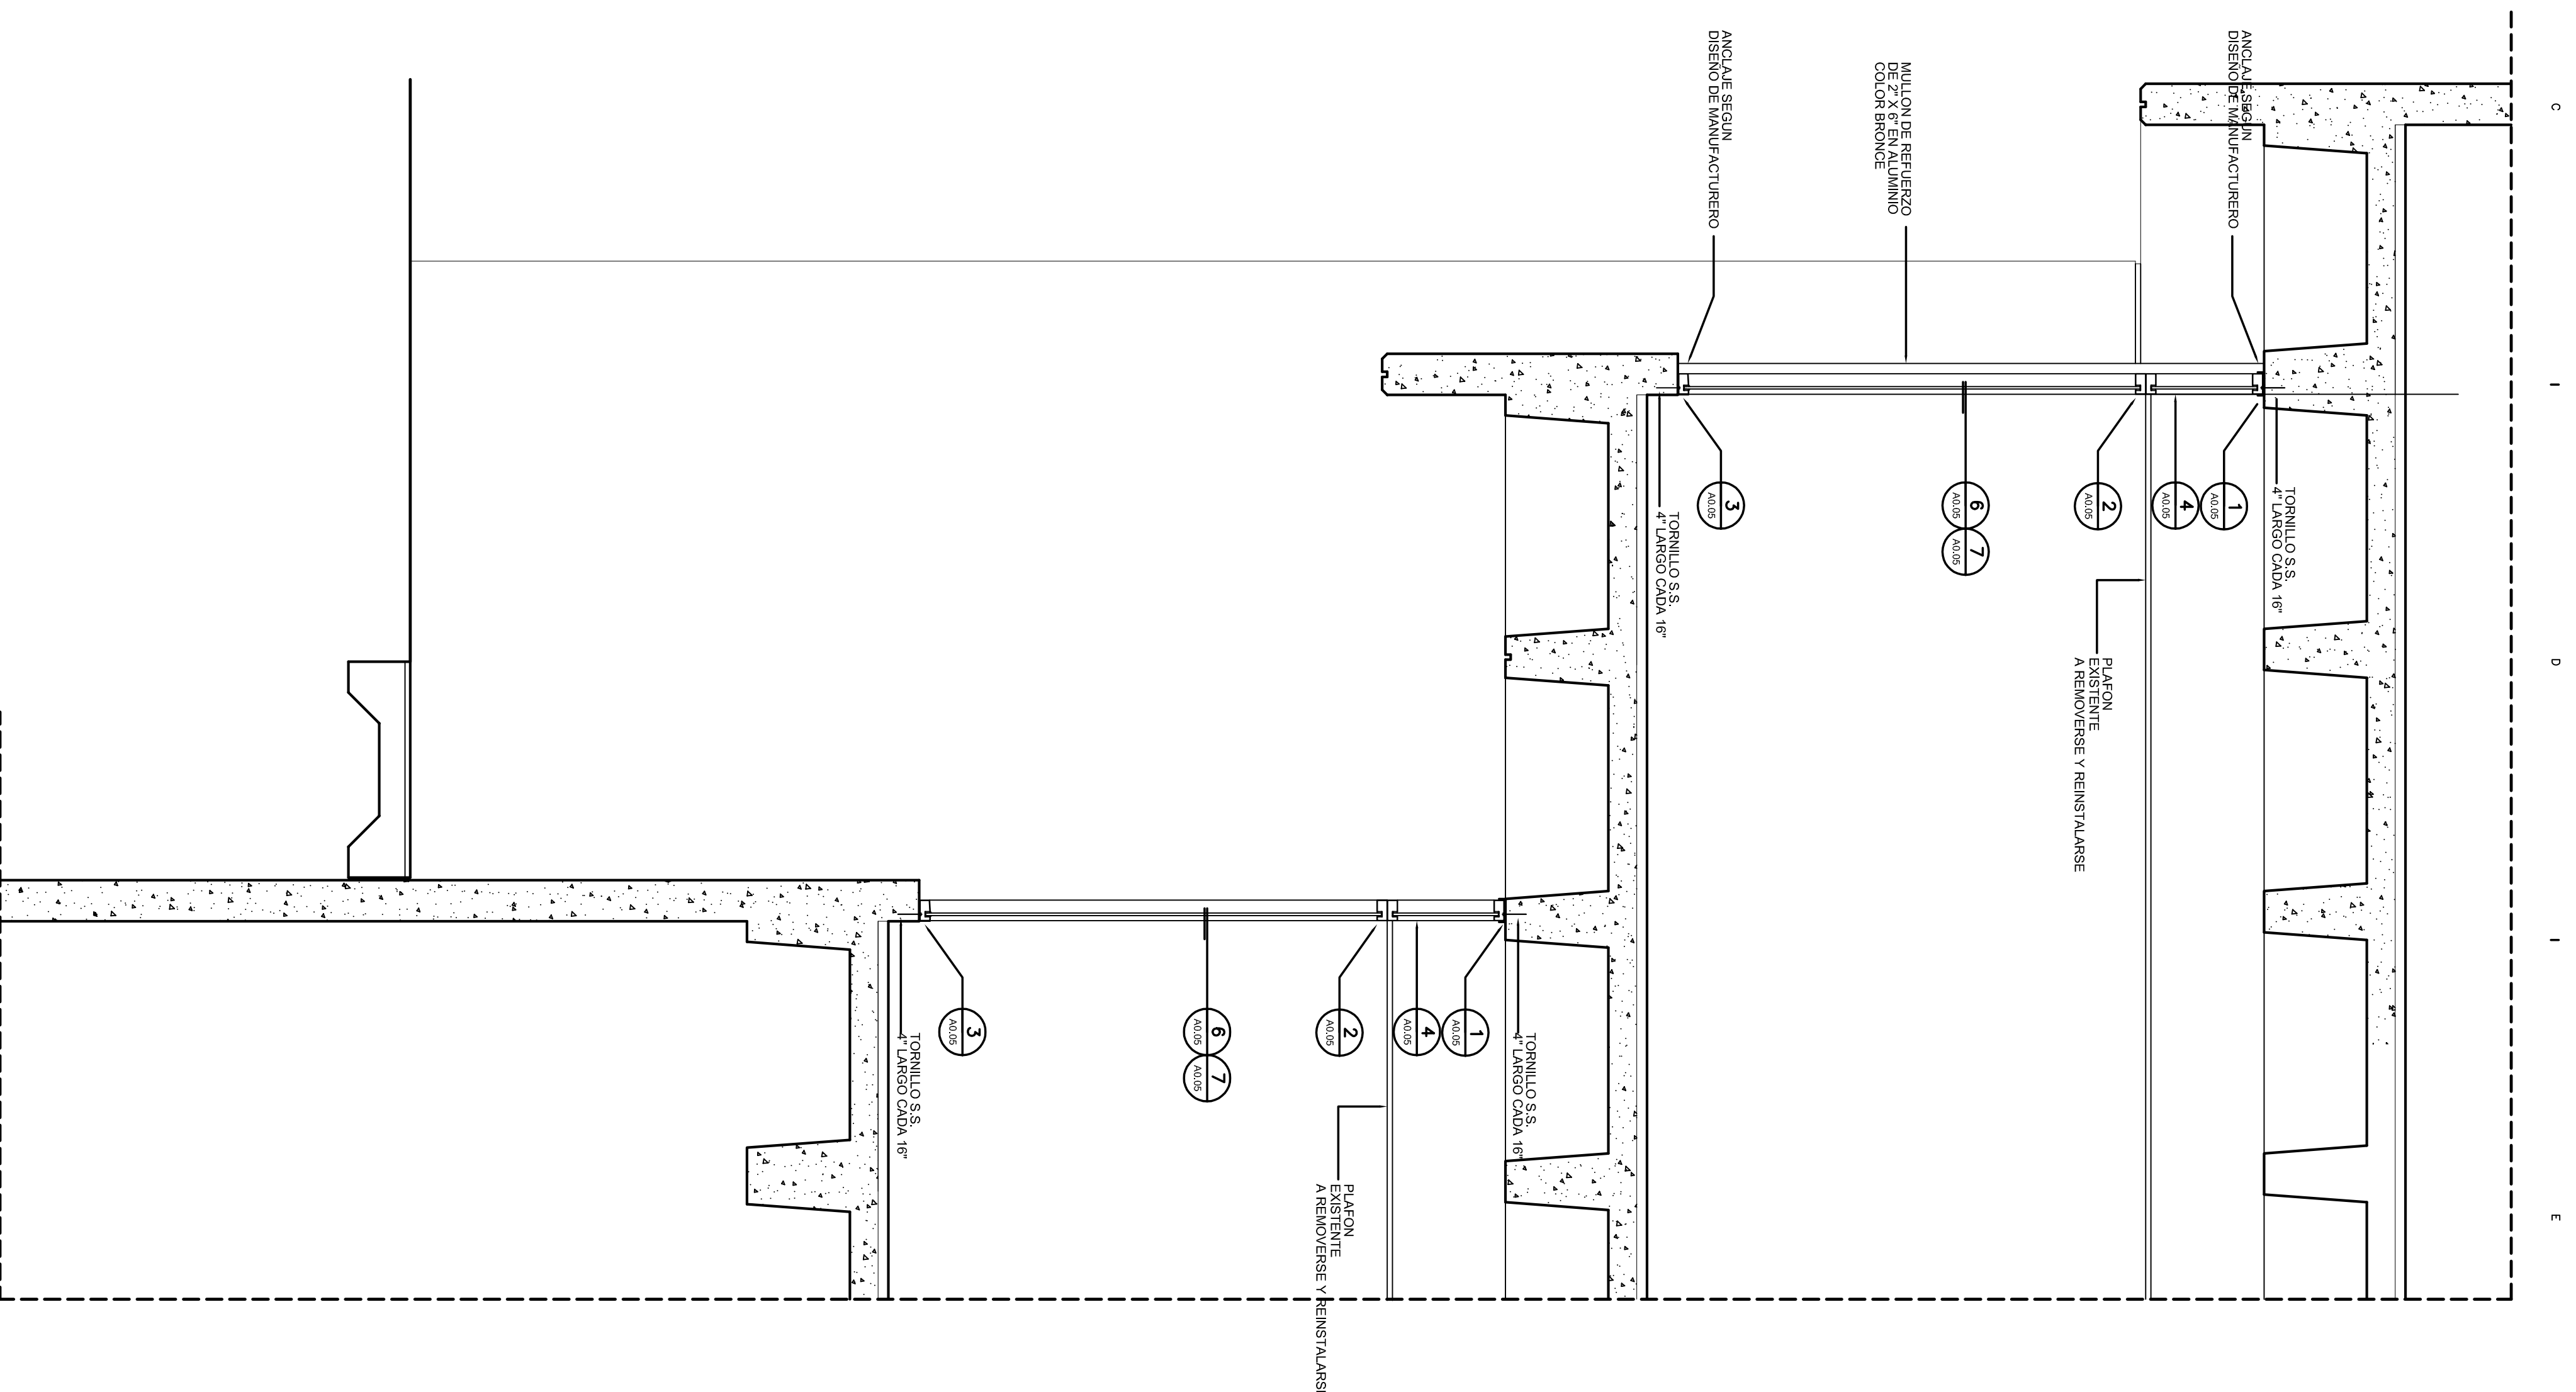 C
D
E
ANCLAJE SEGUN
DISEÑO DE MANUFACTURERO
TORNILLO S.S.
4" LARGO CADA 16"
1
A0.05
4
A0.05
2
A0.05
PLAFON
EXISTENTE
A REMOVERSE Y REINSTALARSE
MULLON DE REFUERZO
DE 2" X 6" EN ALUMINIO
COLOR BRONCE
6
A0.05
7
A0.05
ANCLAJE SEGUN
DISEÑO DE MANUFACTURERO
3
A0.05
TORNILLO S.S.
4" LARGO CADA 16"
TORNILLO S.S.
4" LARGO CADA 16"
1
A0.05
4
A0.05
2
A0.05
PLAFON
EXISTENTE
A REMOVERSE Y REINSTALARS
6
A0.05
7
A0.05
3
A0.05
TORNILLO S.S.
4" LARGO CADA 16"